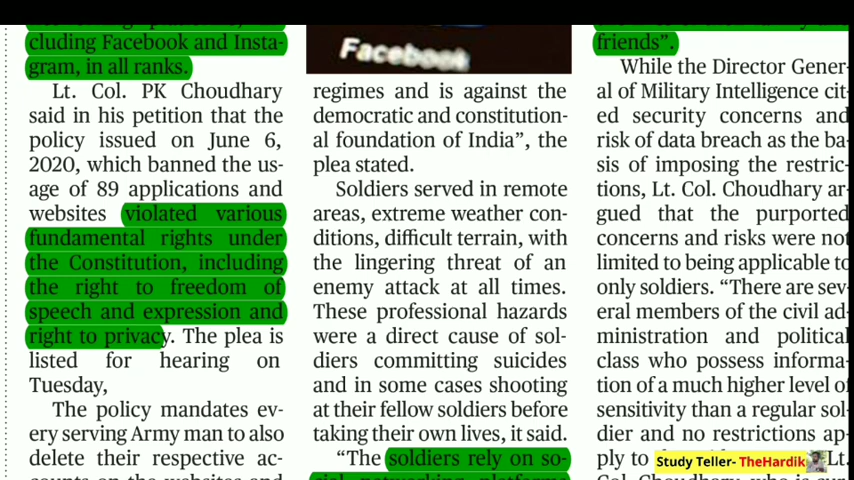 cluding Facebook and Insta-
gram, in all ranks.
Lt. Col. PK Choudhary
said in his petition that the
policy issued on June 6,
2020, which banned the us-
age of 89 applications and
websites violated various
fundamental rights under
the Constitution, including
the right to freedom of
speech and expression and
right to privacy. The plea is
listed for hearing on
Tuesday,
The policy mandates ev-
ery serving Army man to also
delete their respective ac-
Facebook
regimes and is against the
democratic and constitution-
al foundation of India”, the
plea stated.
Soldiers served in remote
areas, extreme weather con-
ditions, difficult terrain, with
the lingering threat of an
enemy attack at all times.
These professional hazards
were a direct cause of sol-
diers committing suicides
and in some cases shooting
at their fellow soldiers before
taking their own lives, it said.
“The soldiers rely on so-
friends”.
While the Director Gener-
al of Military Intelligence cit-
ed security concerns and
risk of data breach as the ba-
sis of imposing the restric-
tions, Lt. Col. Choudhary ar-
gued that the purported
concerns and risks were not
limited to being applicable to
only soldiers. “There are sev-
eral members of the civil ad-
ministration and political
class who possess informa-
tion of a much higher level of
sensitivity than a regular sol-
dier and no restrictions ap-
ply to Lt.
Study Teller- TheHardik